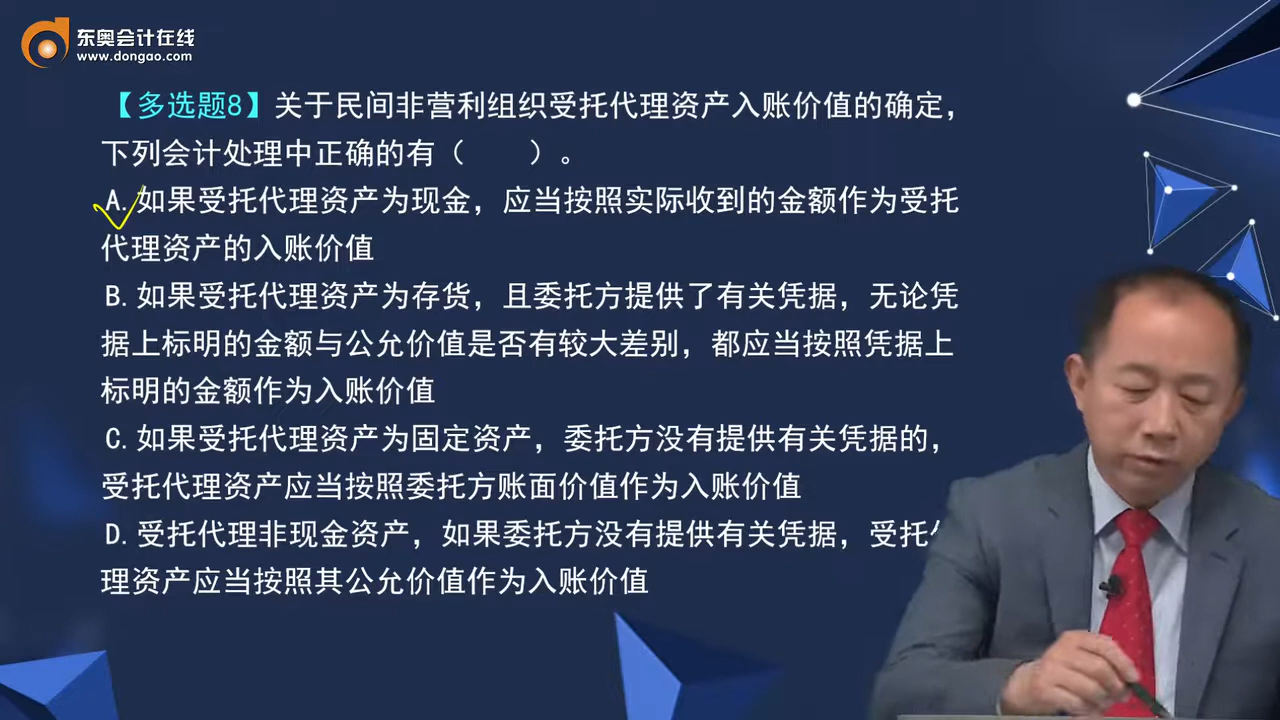 东奥会计在线
www.dongao.com
【多选题8】关于民间非营利组织受托代理资产入账价值的确定，
下列会计处理中正确的有（　　）。
A. 如果受托代理资产为现金，应当按照实际收到的金额作为受托
代理资产的入账价值
B. 如果受托代理资产为存货，且委托方提供了有关凭据，无论凭
据上标明的金额与公允价值是否有较大差别，都应当按照凭据上
标明的金额作为入账价值
C. 如果受托代理资产为固定资产，委托方没有提供有关凭据的，
受托代理资产应当按照委托方账面价值作为入账价值
D. 受托代理非现金资产，如果委托方没有提供有关凭据，受托
理资产应当按照其公允价值作为入账价值